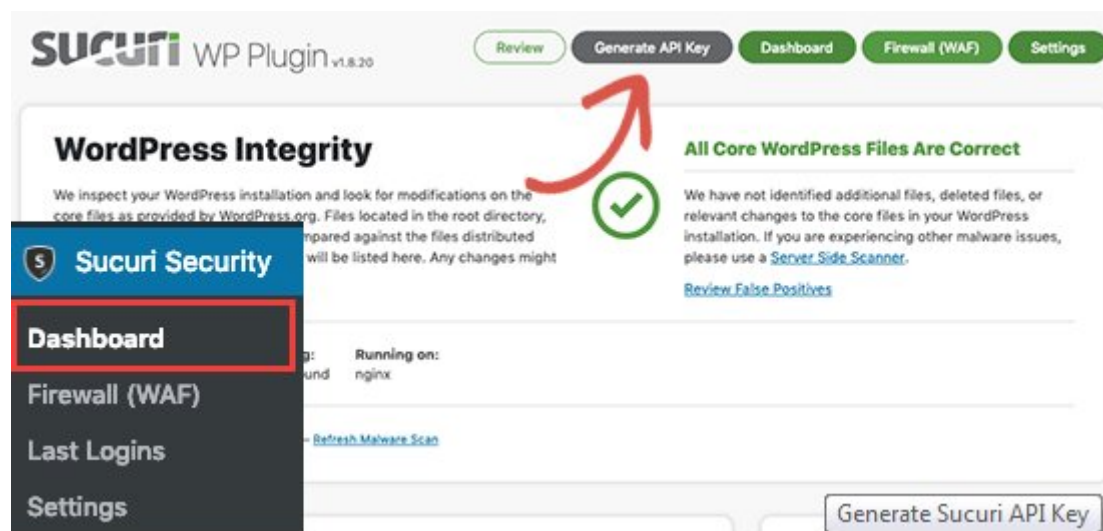 SUCURI WP Plugin v1.8.20
Review
Generate API Key
Dashboard
Firewall (WAF)
Settings
WordPress Integrity
We inspect your WordPress installation and look for modifications on the
core files as provided by WordPress.org. Files located in the root directory,
mpared against the files distributed
will be listed here. Any changes might
All Core WordPress Files Are Correct
We have not identified additional files, deleted files, or
relevant changes to the core files in your WordPress
installation. If you are experiencing other malware issues,
please use a Server Side Scanner.
Review False Positives
Sucuri Security
Dashboard
Firewall (WAF)
Last Logins
Settings
g:
und
Running on:
nginx
– Refresh Malware Scan
Generate Sucuri API Key